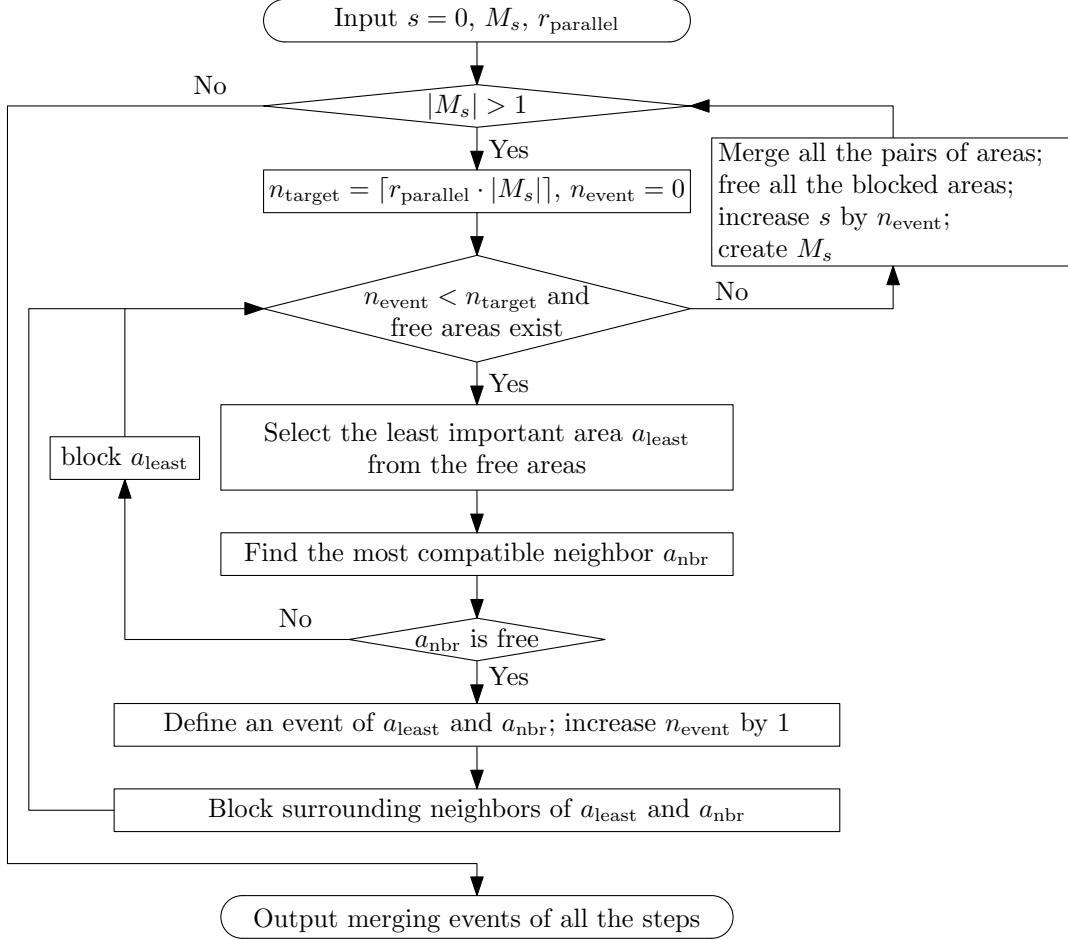 Input s = 0, M_s, r_parallel
No
|M_s| > 1
Yes
n_target = ⌈r_parallel · |M_s|⌉, n_event = 0
Merge all the pairs of areas;
free all the blocked areas;
increase s by n_event;
create M_s
n_event < n_target and
free areas exist
No
Yes
Select the least important area a_least
from the free areas
block a_least
Find the most compatible neighbor a_nbr
No
a_nbr is free
Yes
Define an event of a_least and a_nbr; increase n_event by 1
Block surrounding neighbors of a_least and a_nbr
Output merging events of all the steps